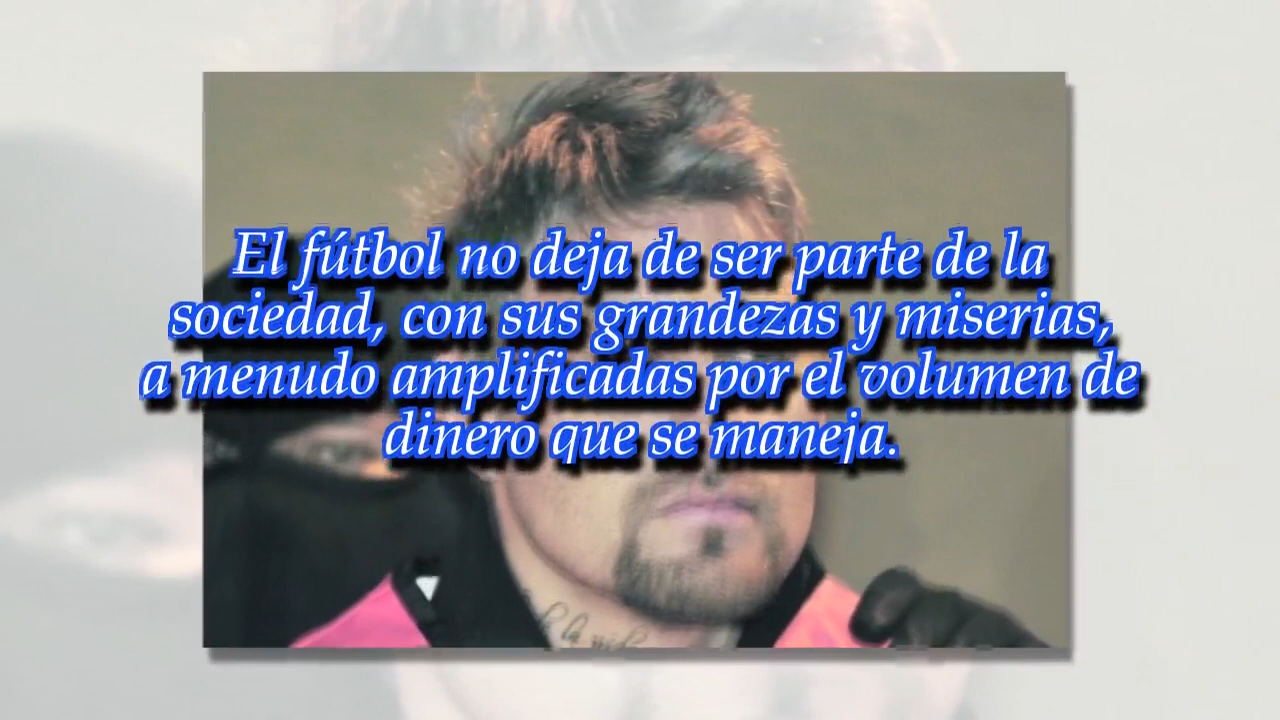 El fútbol no deja de ser parte de la
sociedad, con sus grandezas y miserias,
a menudo amplificadas por el volumen de
dinero que se maneja.
la